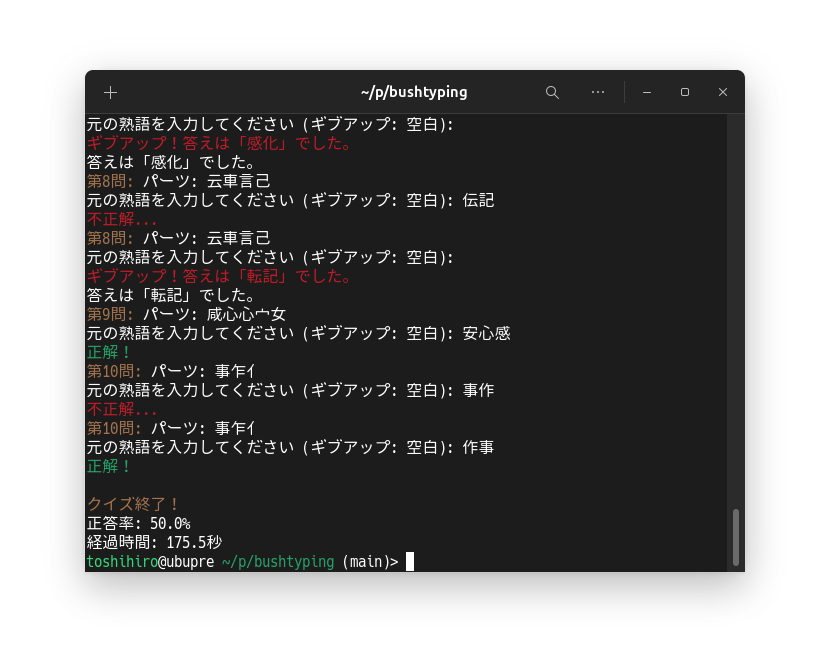 ~/p/bushtyping
元の熟語を入力してください (ギブアップ: 空白):
ギブアップ！答えは「感化」でした。
答えは「感化」でした。
第8問: パーツ: 云車言己
元の熟語を入力してください (ギブアップ: 空白): 伝記
不正解...
第8問: パーツ: 云車言己
元の熟語を入力してください (ギブアップ: 空白):
ギブアップ！答えは「転記」でした。
答えは「転記」でした。
第9問: パーツ: 咸心心宀女
元の熟語を入力してください (ギブアップ: 空白): 安心感
正解！
第10問: パーツ: 事乍亻
元の熟語を入力してください (ギブアップ: 空白): 事作
不正解...
第10問: パーツ: 事乍亻
元の熟語を入力してください (ギブアップ: 空白): 作事
正解！
クイズ終了！
正答率: 50.0%
経過時間: 175.5秒
toshihiro@ubupre ~/p/bushtyping (main)>